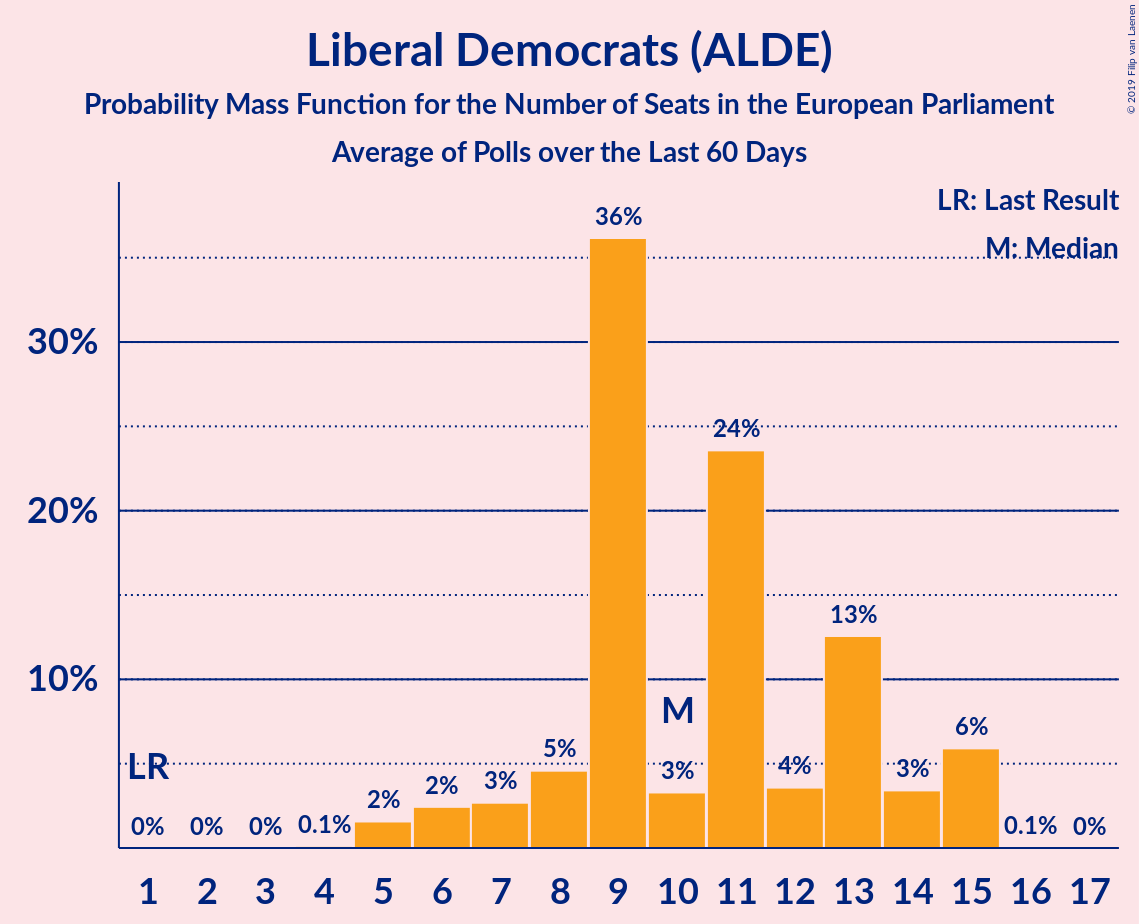 Liberal Democrats (ALDE)
Probability Mass Function for the Number of Seats in the European Parliament
Average of Polls over the Last 60 Days
© 2019 Filip van Laenen
LR: Last Result
M: Median
36%
30%
24%
20%
13%
10%
M
6%
LR
5%
3%
4%
3%
3%
2%
2%
0%
0%
0%
0.1%
0.1%
0%
1 2 3 4 5 6 7 8 9 10 11 12 13 14 15 16 17